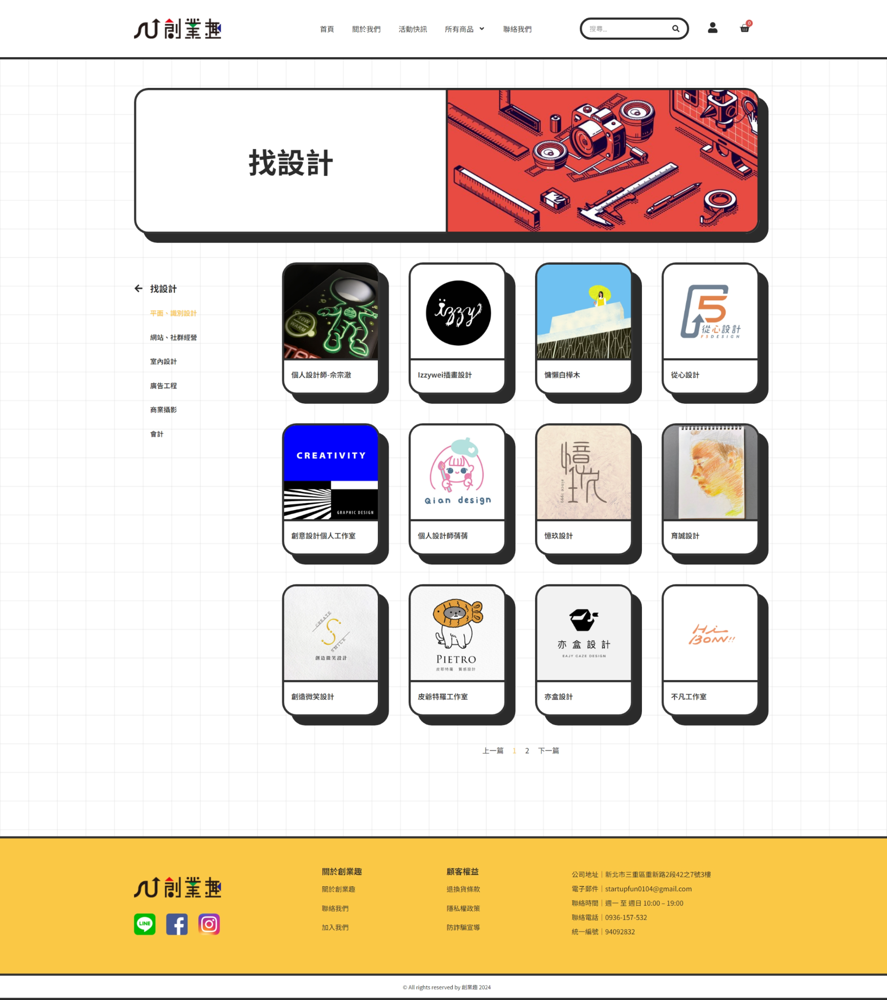 創業趣
首頁 關於我們 活動快訊 所有商品 聯絡我們
搜尋...
0
找設計
找設計
平面、識別設計
網站、社群經營
室內設計
廣告工程
商業攝影
會計
10W
WARM
個人設計師-余宗澈
izzy
Izzywei插畫設計
慵懶白樺木
5
從心設計
F5DESIGN
從心設計
CREATIVITY
GRAPHIC DESIGN
創意設計個人工作室
Qian design
個人設計師蒨蒨
憶玖
since 1999
憶玖設計
育誠設計
CREATE
S
SMILE
創造微笑設計
創造微笑設計
PIETRO
皮耶特羅 質感設計
皮爺特羅工作室
亦盒設計
EAJY CAZE DESIGN
亦盒設計
Hi
BONN!!
不凡工作室
上一篇 1 2 下一篇
創業趣
LINE
關於創業趣
關於創業趣
聯絡我們
加入我們
顧客權益
退換貨條款
隱私權政策
防詐騙宣導
公司地址｜新北市三重區重新路2段42之7號3樓
電子郵件｜startupfun0104@gmail.com
聯絡時間｜週一 至 週日 10:00 – 19:00
聯絡電話｜0936-157-532
統一編號｜94092832
© All rights reserved by 創業趣 2024